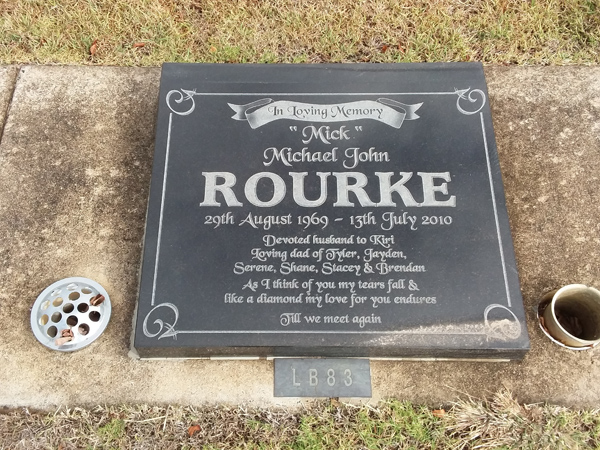 In Loving Memory
"Mick"
Michael John
ROURKE
29th August 1969 - 13th July 2010
Devoted husband to Kiri
Loving dad of Tyler, Jayden,
Serene, Shane, Stacey & Brendan
As I think of you my tears fall &
like a diamond my love for you endures
Till we meet again
LB83